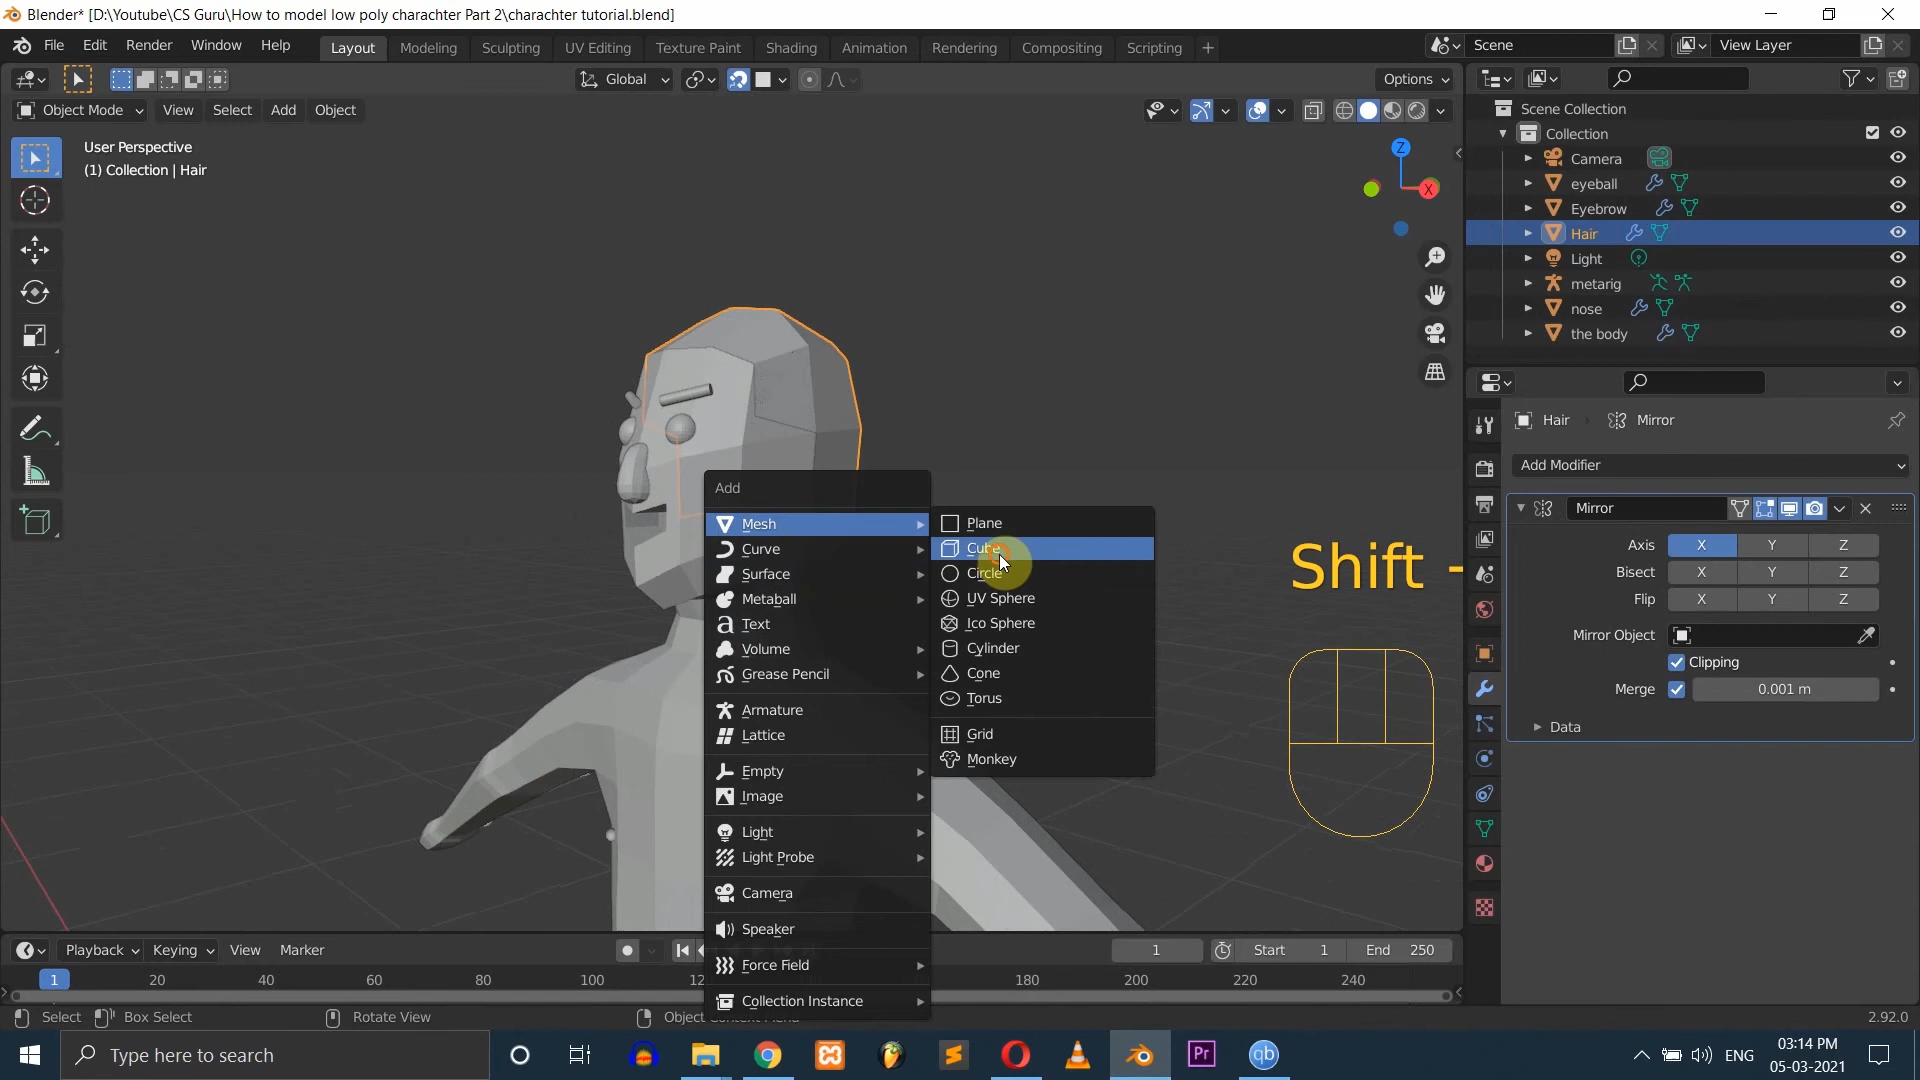 Blender* [D:\Youtube\CS Guru\How to model low poly charachter Part 2\charachter tutorial.blend]
File Edit Render Window Help Layout Modeling Sculpting UV Editing Texture Paint Shading Animation Rendering Compositing Scripting + Scene View Layer
Global Options
Object Mode View Select Add Object
User Perspective
(1) Collection | Hair
Z
X
Scene Collection
Collection
Camera
eyeball
Eyebrow
Hair
Light
metarig
nose
the body
Hair Mirror
Add Modifier
Mirror
Axis X Y Z
Bisect X Y Z
Flip X Y Z
Mirror Object
Clipping
Merge 0.001 m
Data
Add
Mesh
Curve
Surface
Metaball
Text
Volume
Grease Pencil
Armature
Lattice
Empty
Image
Light
Light Probe
Camera
Speaker
Force Field
Collection Instance
Plane
Cube
Circle
UV Sphere
Ico Sphere
Cylinder
Cone
Torus
Grid
Monkey
Shift -
Playback Keying View Marker 1 Start 1 End 250
1 20 40 60 80 100 180 200 220 240
Select Box Select Rotate View Object Context Menu 2.92.0
Type here to search
Pr
qb
ENG
03:14 PM
05-03-2021